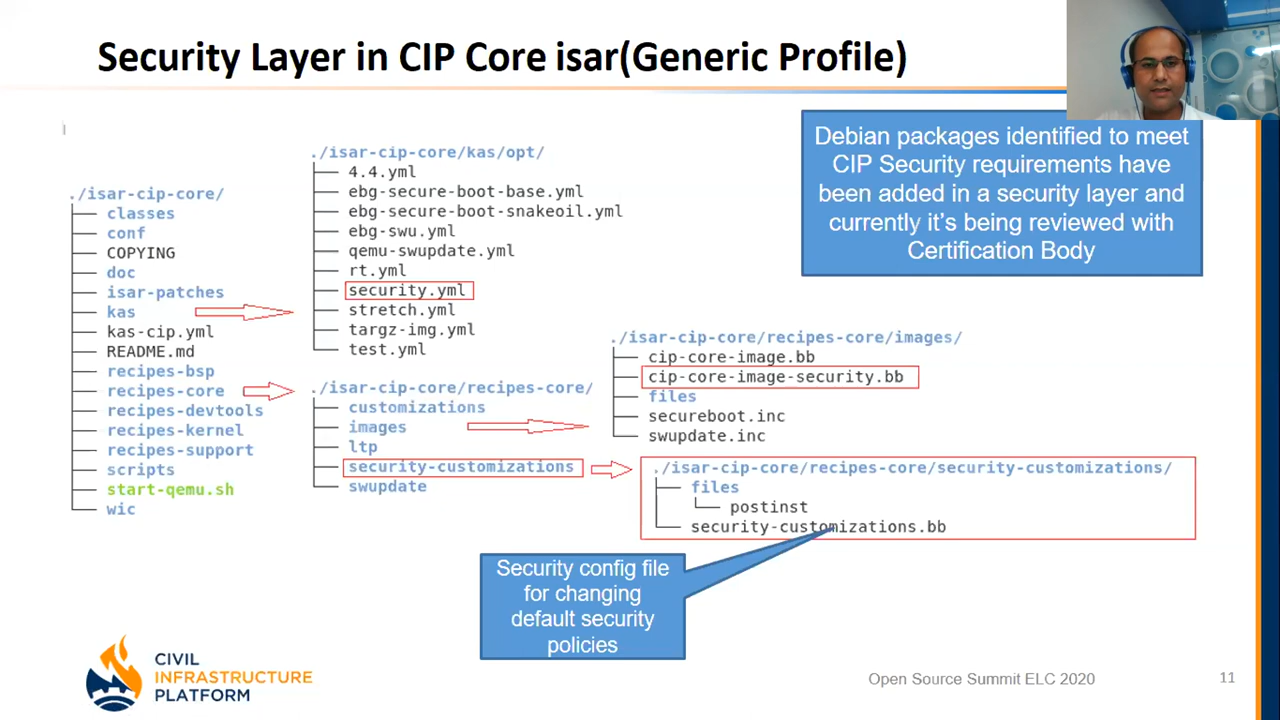 Security Layer in CIP Core isar(Generic Profile)
Debian packages identified to meet
CIP Security requirements have
been added in a security layer and
currently it's being reviewed with
Certification Body
./isar-cip-core/
classes
conf
COPYING
doc
isar-patches
kas
kas-cip.yml
README.md
recipes-bsp
recipes-core
recipes-devtools
recipes-kernel
recipes-support
scripts
start-qemu.sh
wic
./isar-cip-core/kas/opt/
4.4.yml
ebg-secure-boot-base.yml
ebg-secure-boot-snakeoil.yml
ebg-swu.yml
qemu-swupdate.yml
rt.yml
security.yml
stretch.yml
targz-img.yml
test.yml
./isar-cip-core/recipes-core/
customizations
images
ltp
security-customizations
swupdate
./isar-cip-core/recipes-core/images/
cip-core-image.bb
cip-core-image-security.bb
files
secureboot.inc
swupdate.inc
./isar-cip-core/recipes-core/security-customizations/
files
postinst
security-customizations.bb
Security config file
for changing
default security
policies
CIVIL
INFRASTRUCTURE
PLATFORM
Open Source Summit ELC 2020
11